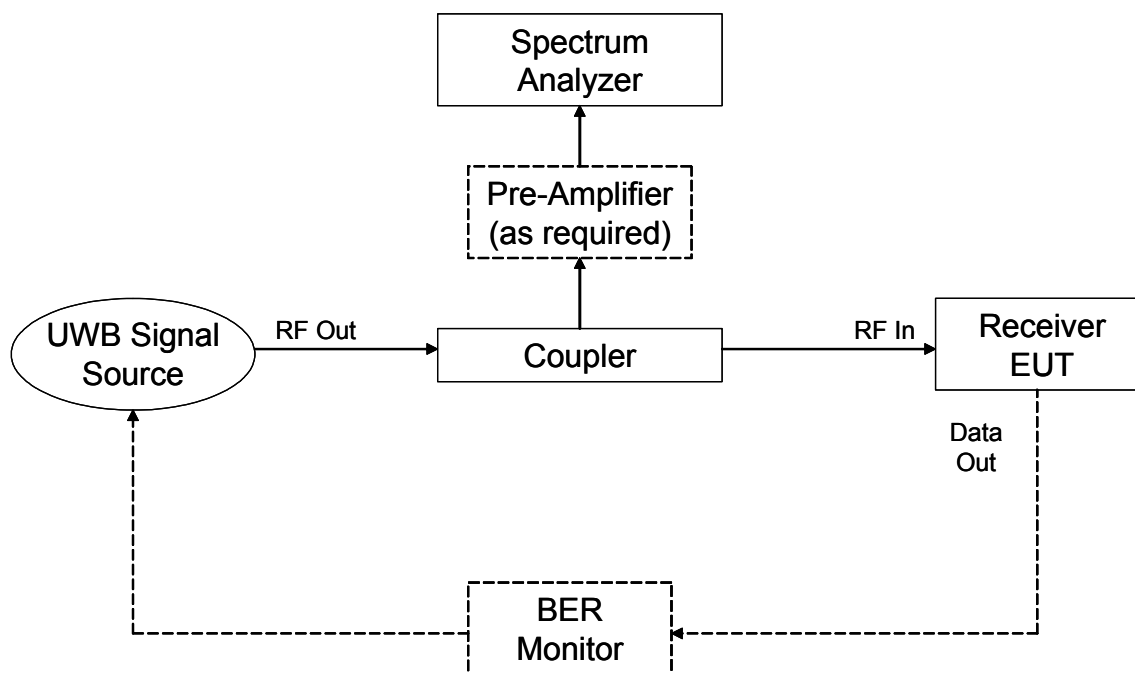 Spectrum
Analyzer
Pre-Amplifier
(as required)
UWB Signal
Source
RF Out
Coupler
RF In
Receiver
EUT
Data
Out
BER
Monitor